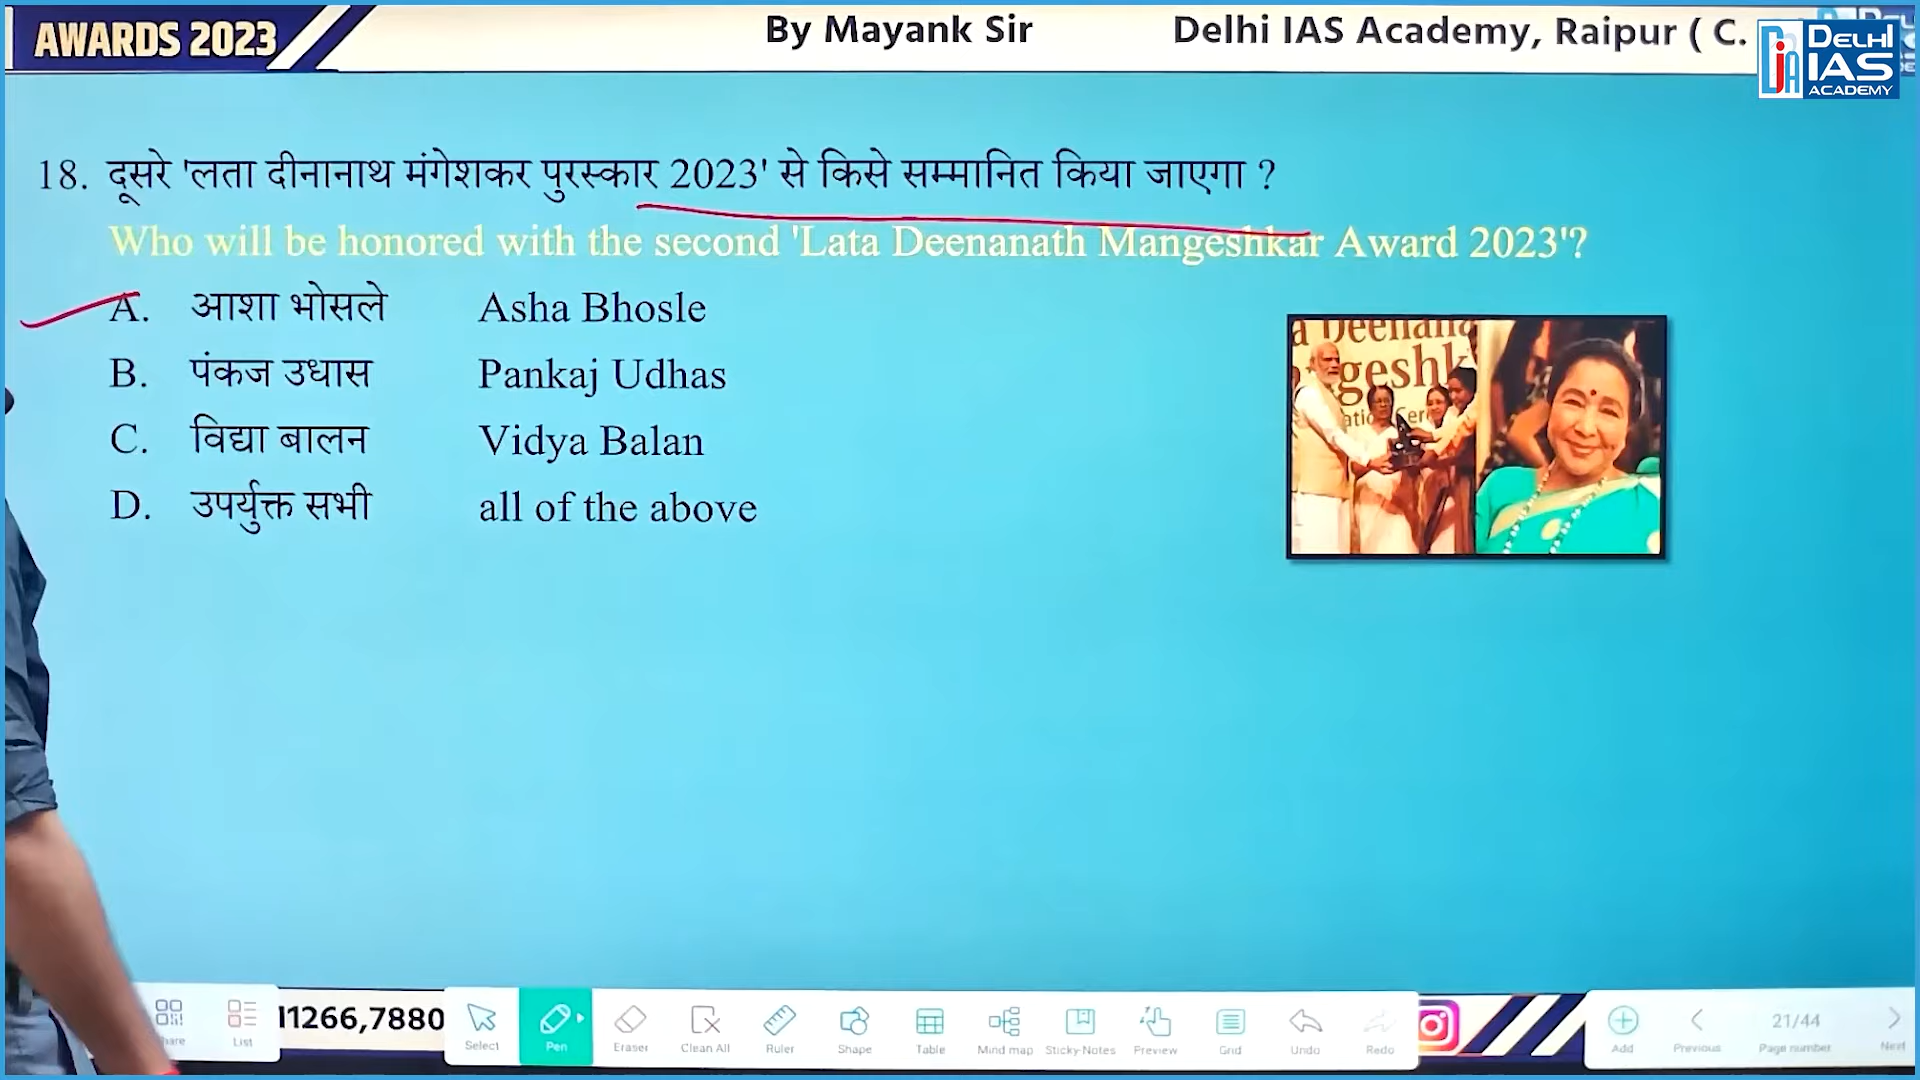 AWARDS 2023
By Mayank Sir
Delhi IAS Academy, Raipur ( C.
DELHI
IAS
ACADEMY
18. दूसरे 'लता दीनानाथ मंगेशकर पुरस्कार 2023' से किसे सम्मानित किया जाएगा ?
Who will be honored with the second 'Lata Deenanath Mangeshkar Award 2023'?
A. आशा भोसले Asha Bhosle
B. पंकज उधास Pankaj Udhas
C. विद्या बालन Vidya Balan
D. उपर्युक्त सभी all of the above
a Deenana
geshk
List
11266,7880
Select
Pen
Eraser
Clean All
Ruler
Shape
Table
Mind map
Sticky-Notes
Preview
Grid
Undo
Redo
Add
Previous
21/44
Page number
Next